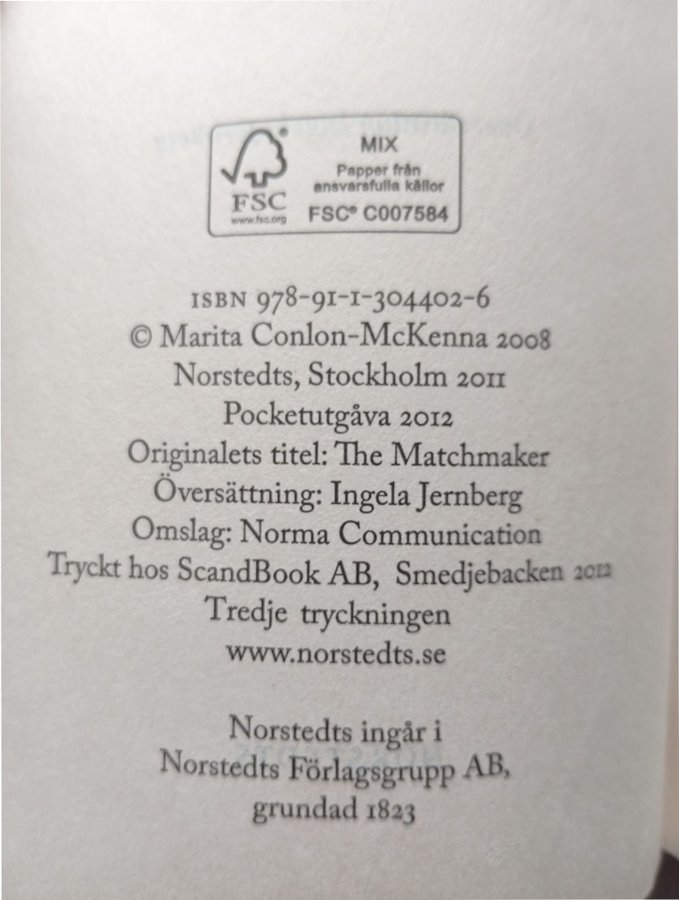 MIX
Papper från
ansvarsfulla källor
FSC® C007584
FSC
www.fsc.org
ISBN 978-91-1-304402-6
© Marita Conlon-McKenna 2008
Norstedts, Stockholm 2011
Pocketutgåva 2012
Originalets titel: The Matchmaker
Översättning: Ingela Jernberg
Omslag: Norma Communication
Tryckt hos ScandBook AB, Smedjebacken 2012
Tredje tryckningen
www.norstedts.se
Norstedts ingår i
Norstedts Förlagsgrupp AB,
grundad 1823